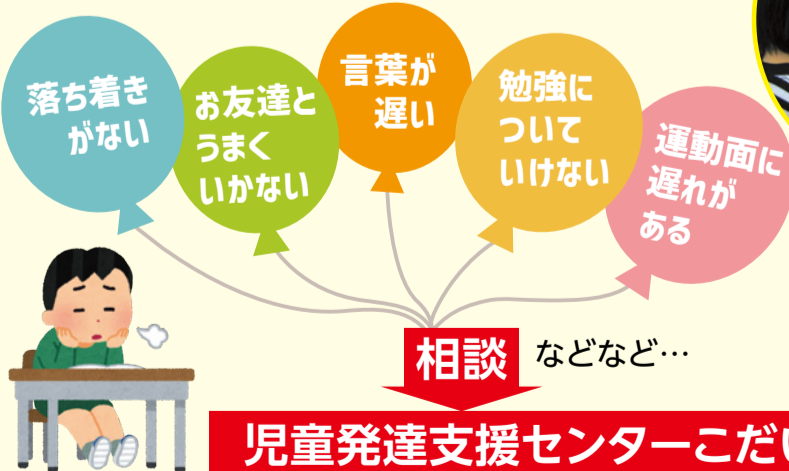 落ち着き
がない
お友達と
うまく
いかない
言葉が
遅い
勉強に
ついて
いけない
運動面に
遅れが
ある
相談 などなど…
児童発達支援センターこだい